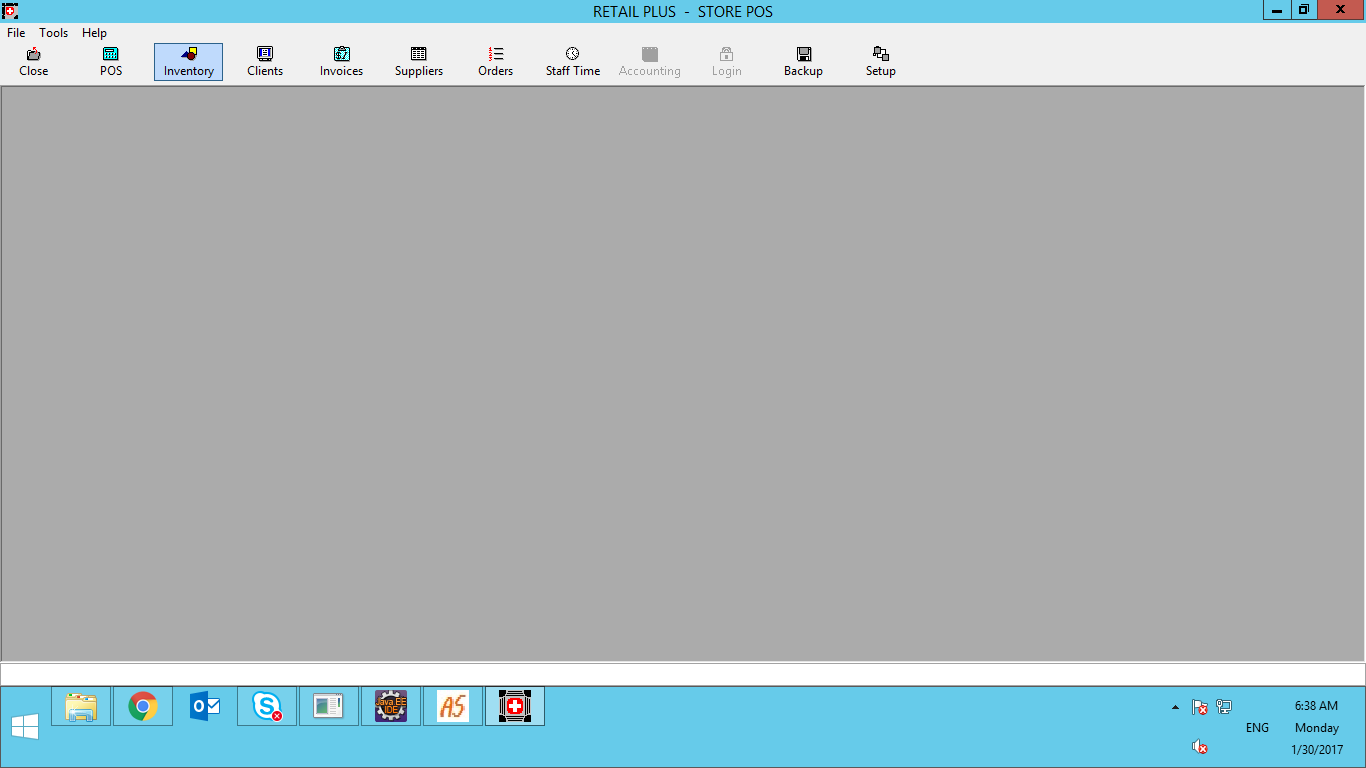 RETAIL PLUS - STORE POS
File Tools Help
Close POS Inventory Clients Invoices Suppliers Orders Staff Time Accounting Login Backup Setup
Java EE
IDE
AS
6:38 AM
ENG Monday
1/30/2017